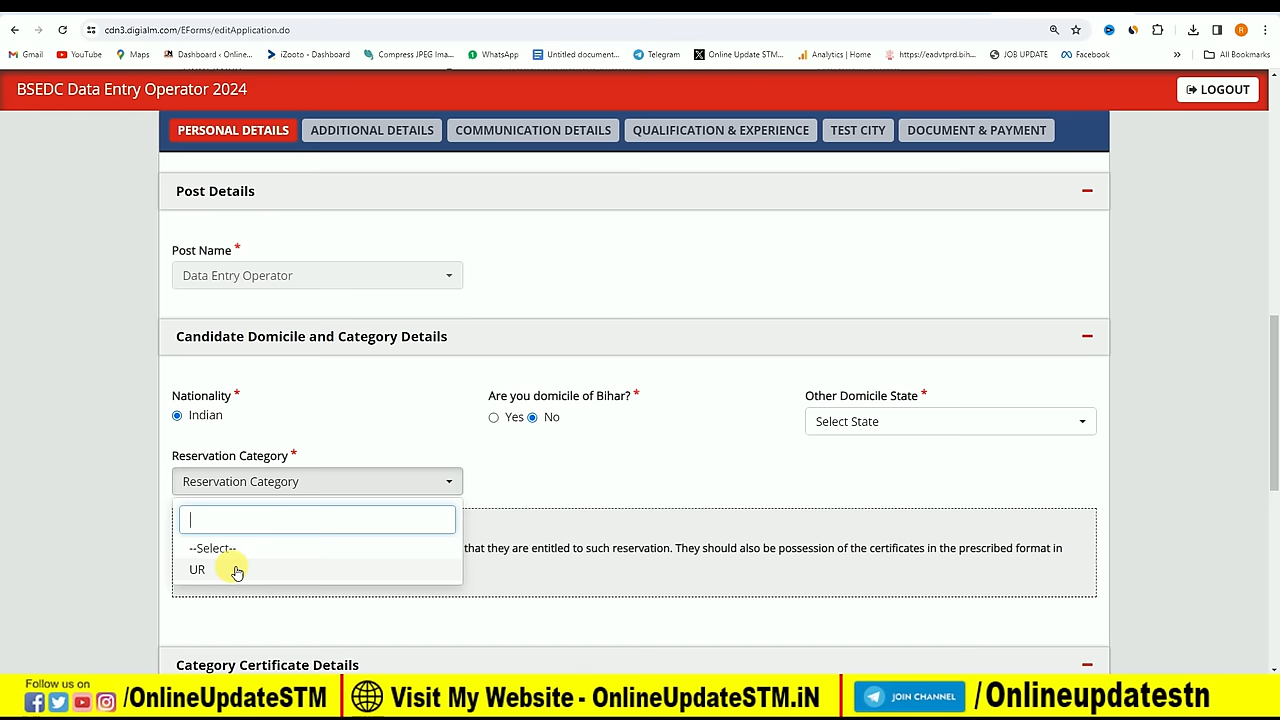 cdn3.digialm.com/EForms/editApplication.do
Gmail
YouTube
Maps
Dashboard ‹ Online...
iZooto - Dashboard
Compress JPEG Ima...
WhatsApp
Untitled document...
Telegram
Online Update STM...
Analytics | Home
https://eadvtprd.bih...
JOB UPDATE
Facebook
»
All Bookmarks
BSEDC Data Entry Operator 2024
LOGOUT
PERSONAL DETAILS
ADDITIONAL DETAILS
COMMUNICATION DETAILS
QUALIFICATION & EXPERIENCE
TEST CITY
DOCUMENT & PAYMENT
Post Details
Post Name *
Data Entry Operator
Candidate Domicile and Category Details
Nationality *
Are you domicile of Bihar? *
Other Domicile State *
Indian
Yes No
Select State
Reservation Category *
Reservation Category
--Select--
that they are entitled to such reservation. They should also be possession of the certificates in the prescribed format in
UR
Category Certificate Details
Follow us on
/OnlineUpdateSTM
Visit My Website - OnlineUpdateSTM.iN
JOIN CHANNEL
/Onlineupdatestn